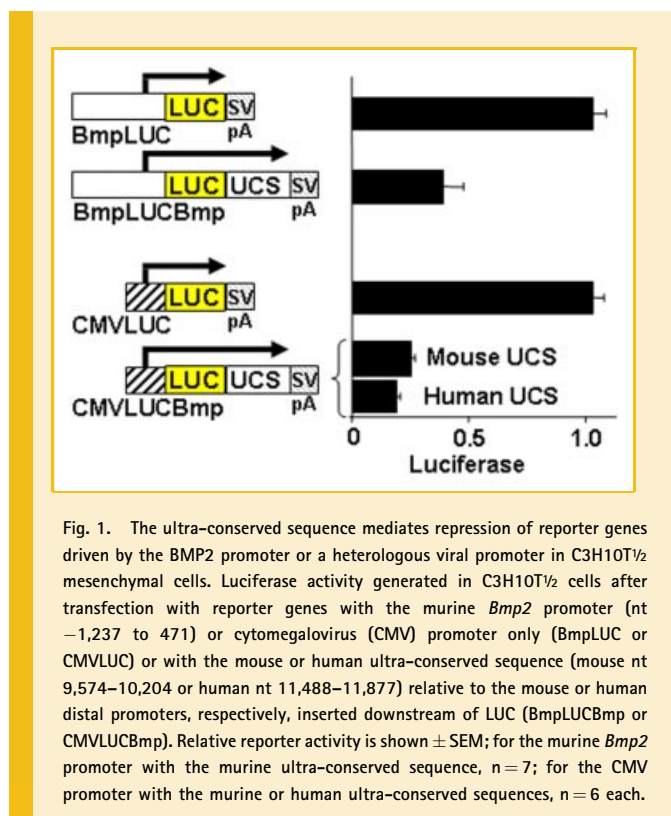 LUC SV
BmpLUC pA
LUC UCS SV
BmpLUCBmp pA
LUC SV
CMVLUC pA
LUC UCS SV
CMVLUCBmp pA
Mouse UCS
Human UCS
0 0.5 1.0
Luciferase
Fig. 1. The ultra-conserved sequence mediates repression of reporter genes
driven by the BMP2 promoter or a heterologous viral promoter in C3H10T½
mesenchymal cells. Luciferase activity generated in C3H10T½ cells after
transfection with reporter genes with the murine Bmp2 promoter (nt
−1,237 to 471) or cytomegalovirus (CMV) promoter only (BmpLUC or
CMVLUC) or with the mouse or human ultra-conserved sequence (mouse nt
9,574–10,204 or human nt 11,488–11,877) relative to the mouse or human
distal promoters, respectively, inserted downstream of LUC (BmpLUCBmp or
CMVLUCBmp). Relative reporter activity is shown ± SEM; for the murine Bmp2
promoter with the murine ultra-conserved sequence, n = 7; for the CMV
promoter with the murine or human ultra-conserved sequences, n = 6 each.